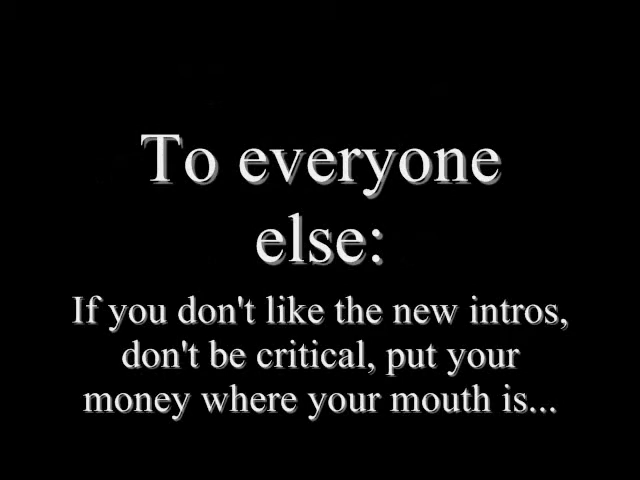 To everyone
else:
If you don't like the new intros,
don't be critical, put your
money where your mouth is...